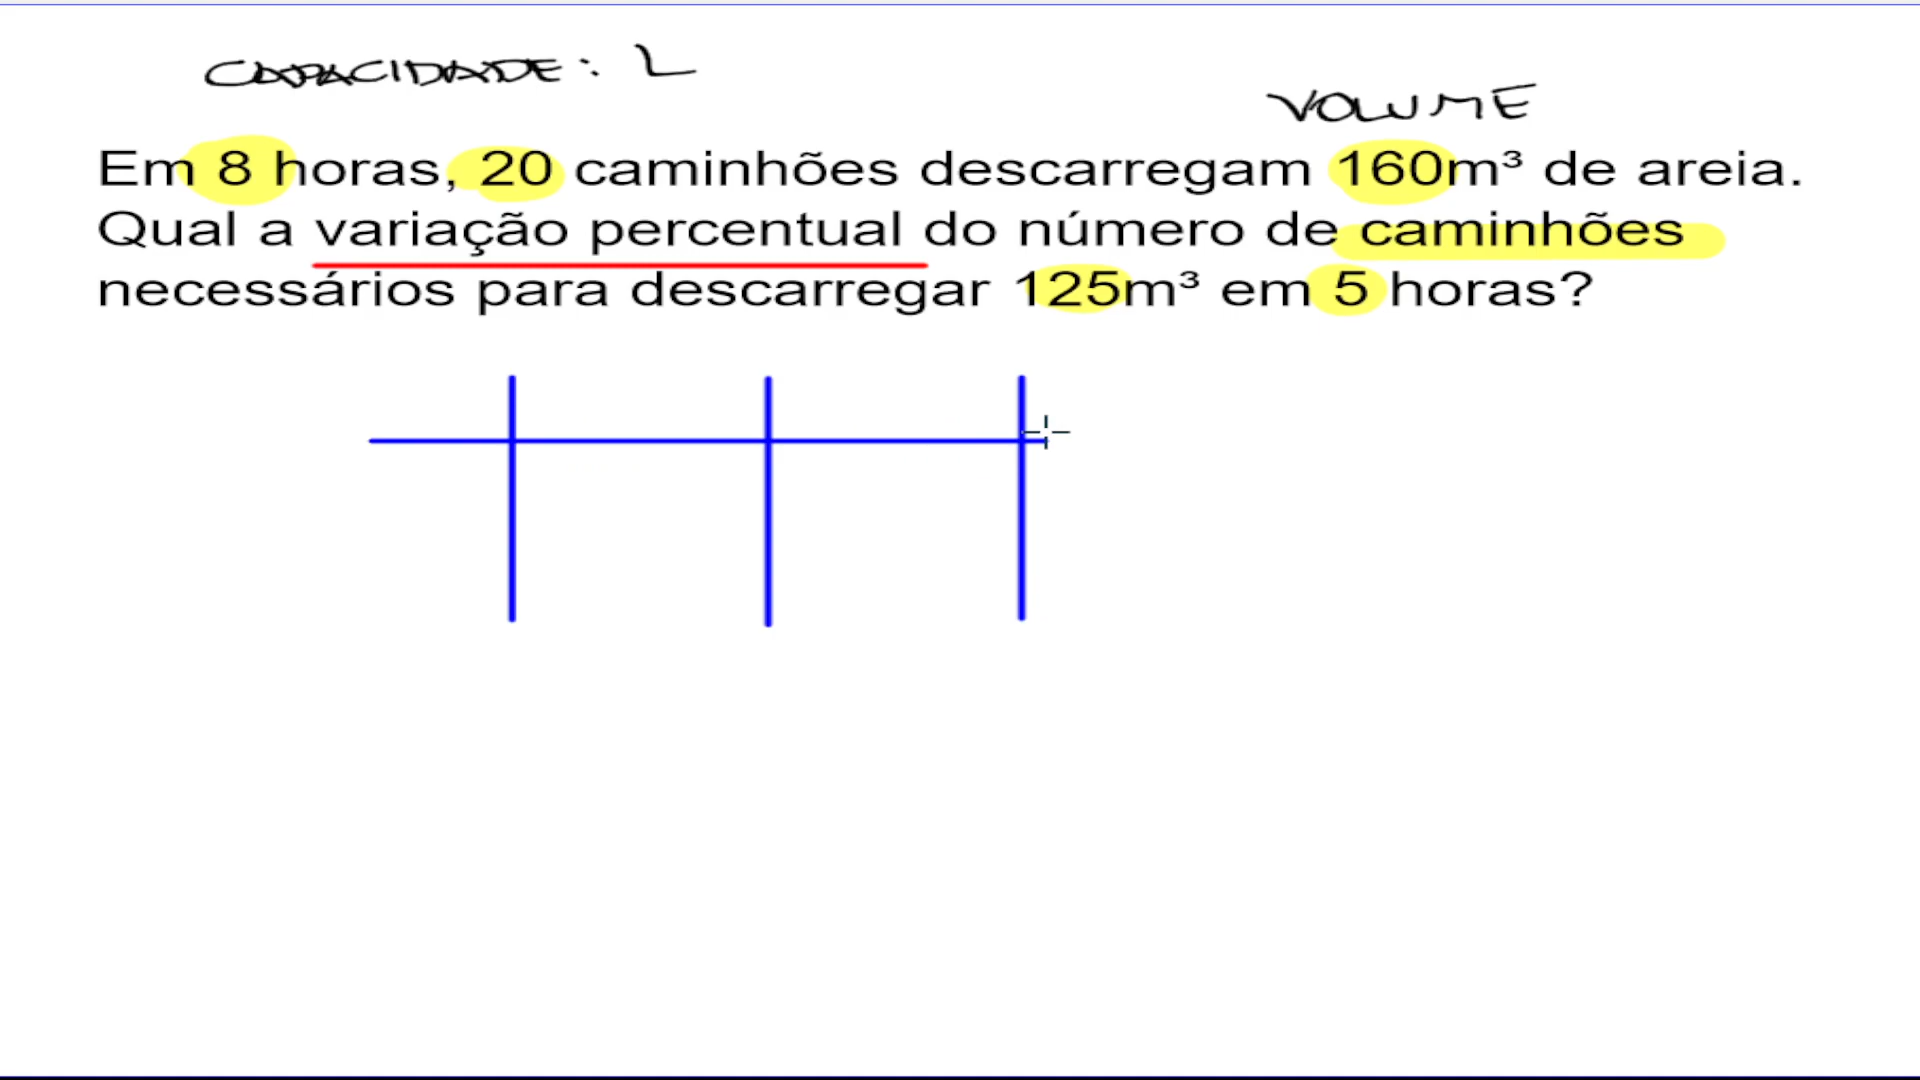 CAPACIDADE: L
VOLUME
Em 8 horas, 20 caminhões descarregam 160m³ de areia.
Qual a variação percentual do número de caminhões
necessários para descarregar 125m³ em 5 horas?